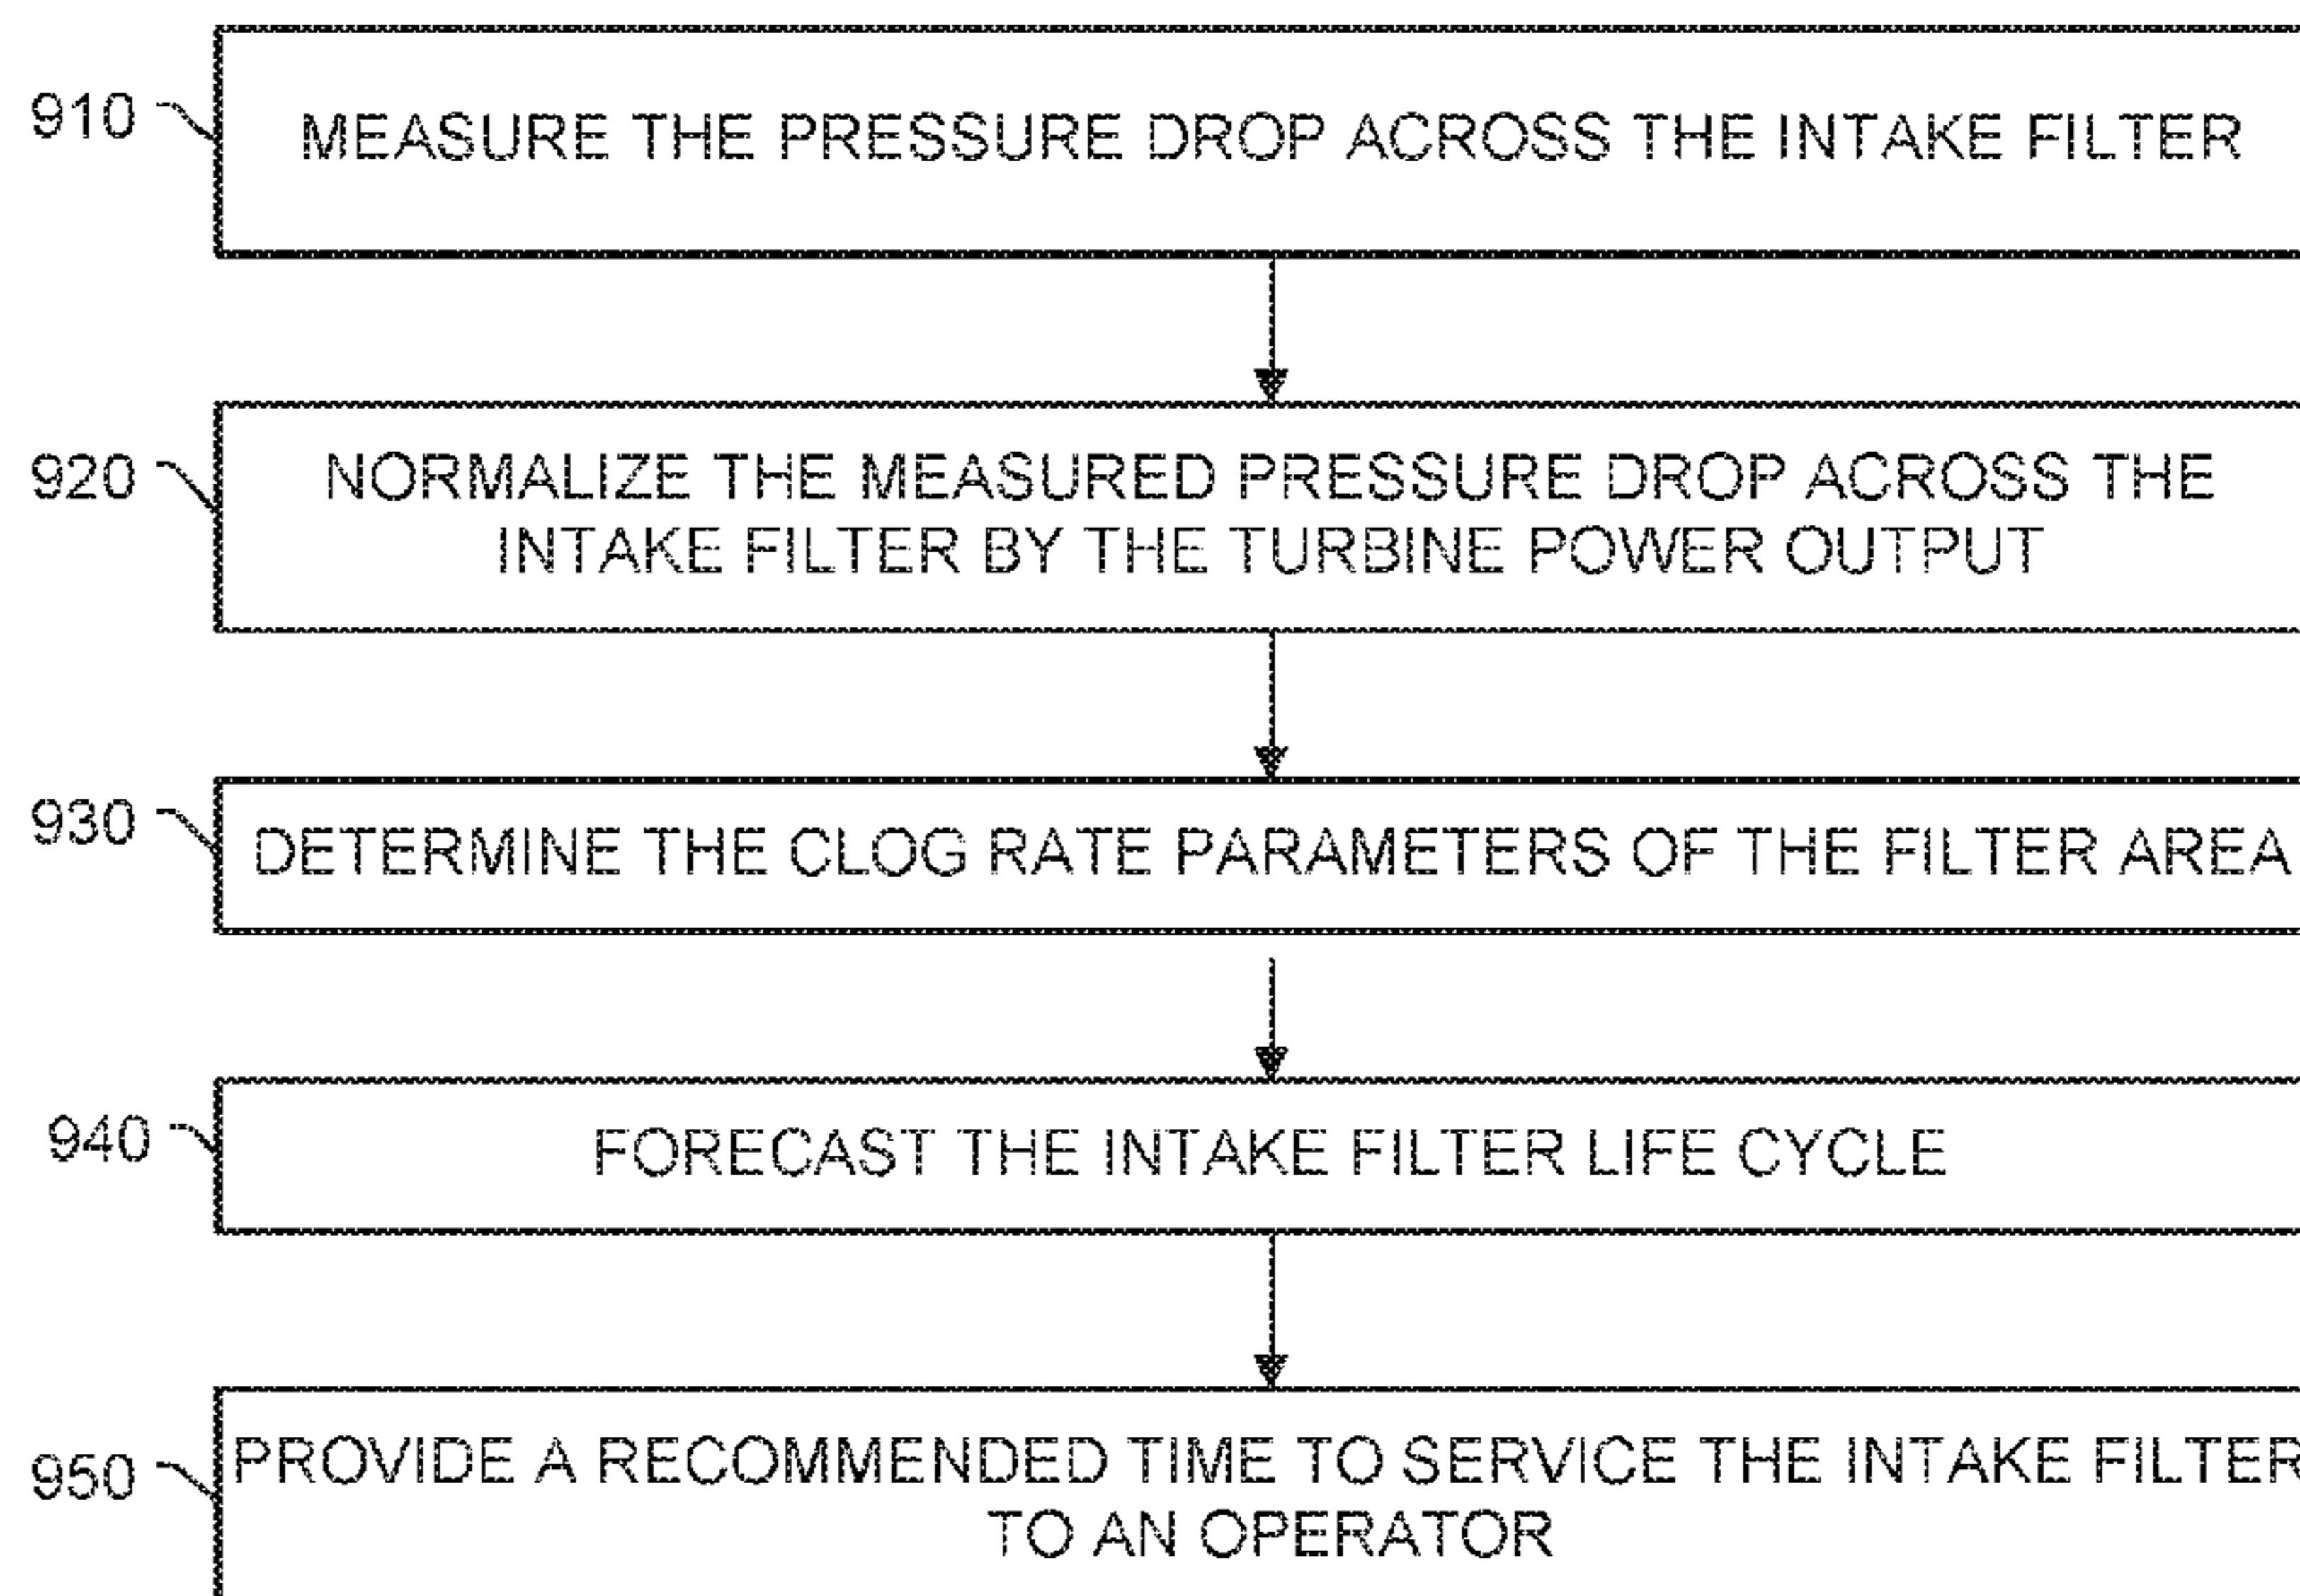 910
MEASURE THE PRESSURE DROP ACROSS THE INTAKE FILTER
920
NORMALIZE THE MEASURED PRESSURE DROP ACROSS THE
INTAKE FILTER BY THE TURBINE POWER OUTPUT
930
DETERMINE THE CLOG RATE PARAMETERS OF THE FILTER AREA
940
FORECAST THE INTAKE FILTER LIFE CYCLE
950
PROVIDE A RECOMMENDED TIME TO SERVICE THE INTAKE FILTER
TO AN OPERATOR